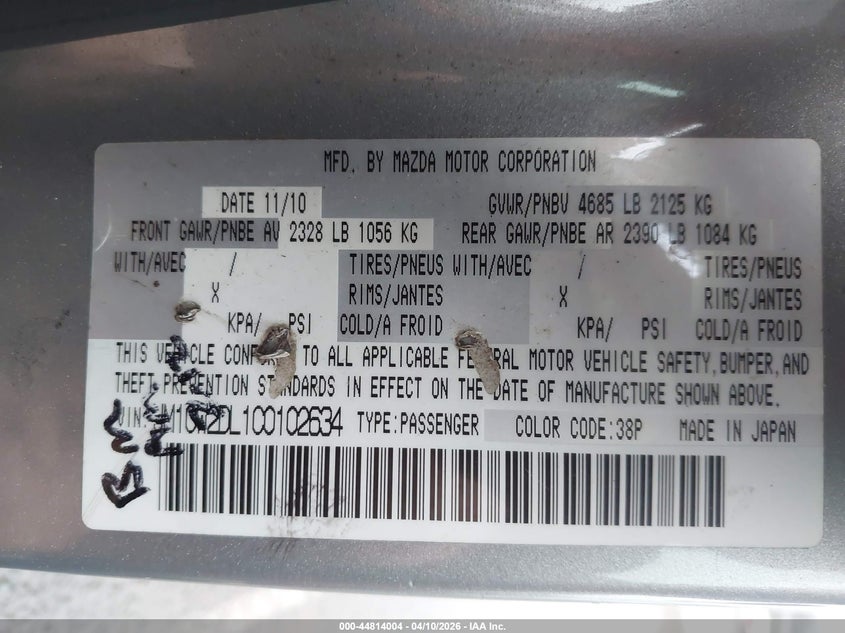 MFD. BY MAZDA MOTOR CORPORATION
DATE 11/10 GVWR/PNBV 4685 LB 2125 KG
FRONT GAWR/PNBE AV 2328 LB 1056 KG REAR GAWR/PNBE AR 2390 LB 1084 KG
WITH/AVEC / TIRES/PNEUS WITH/AVEC / TIRES/PNEUS
X RIMS/JANTES X RIMS/JANTES
KPA/ PSI COLD/A FROID KPA/ PSI COLD/A FROID
THIS VEHICLE TO ALL APPLICABLE FEDERAL MOTOR VEHICLE SAFETY,BUMPER,AND
THEFT PREVENTION STANDARDS IN EFFECT ON THE DATE OF MANUFACTURE SHOWN ABOVE.
TYPE:PASSENGER COLOR CODE:38P MADE IN JAPAN
000-44814004 - 04/10/2026 - IAA Inc.